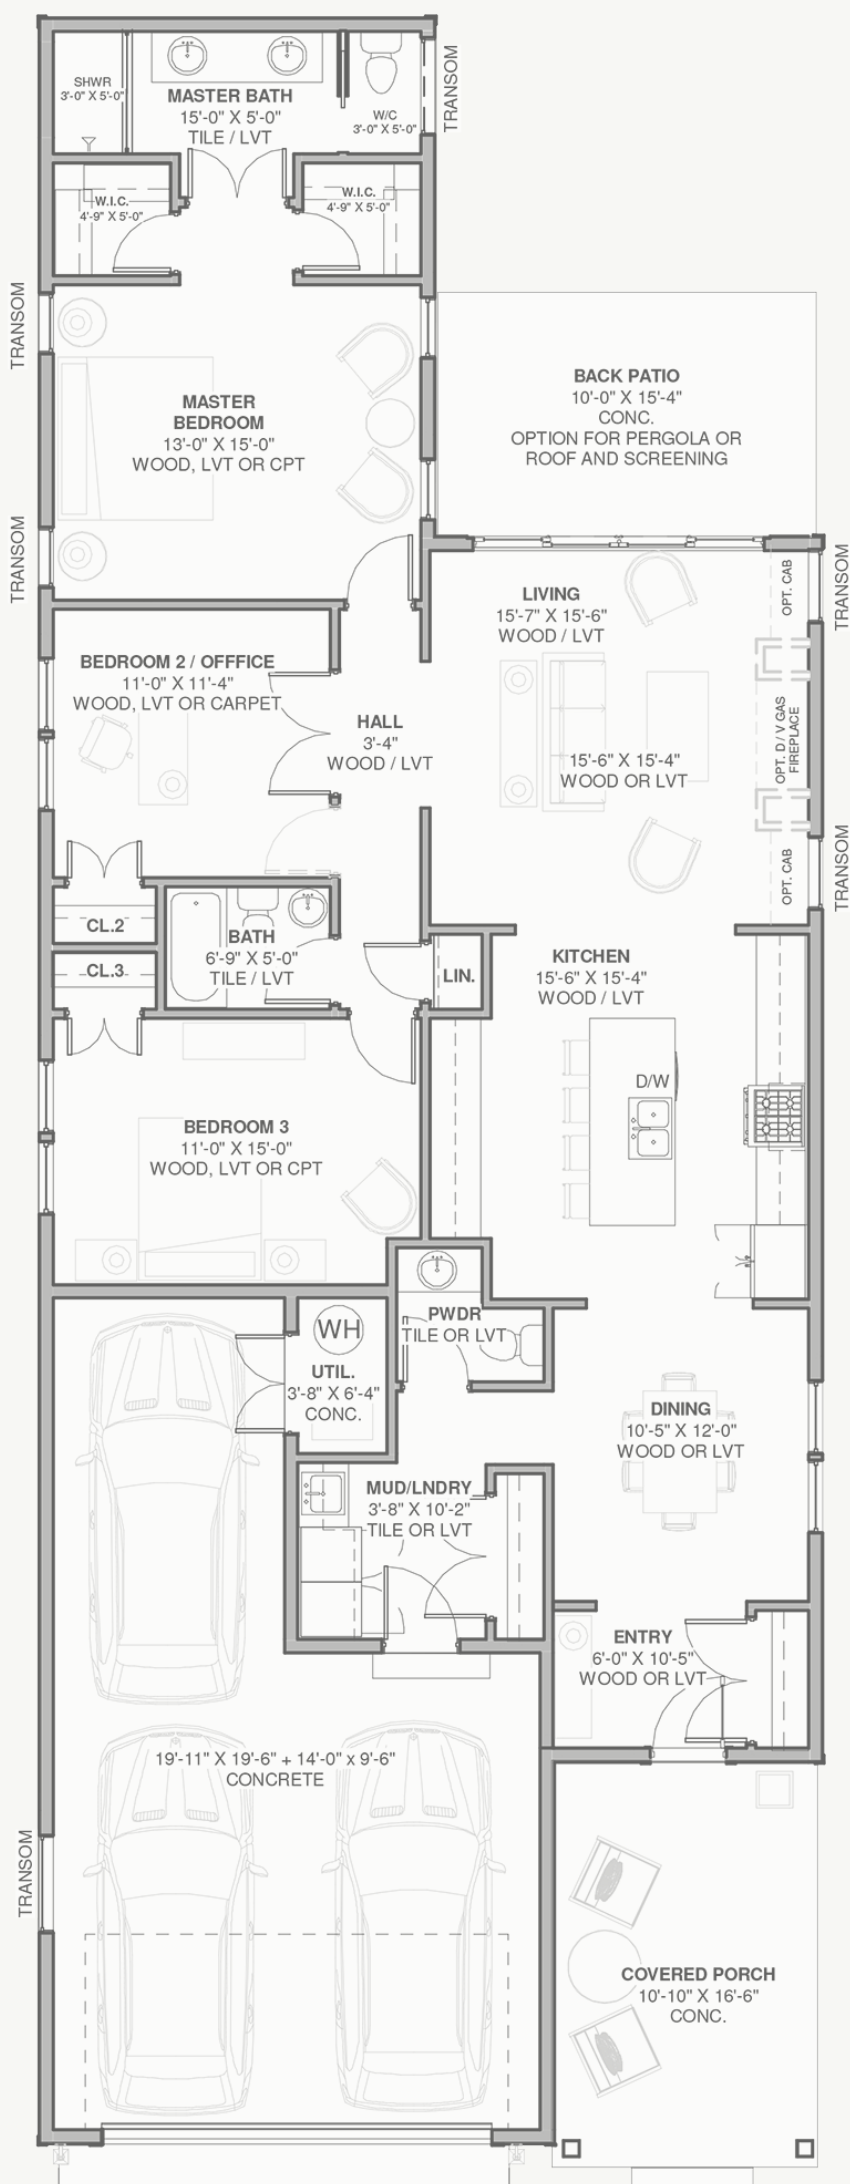 SHWR
3'-0" X 5'-0"
MASTER BATH
15'-0" X 5'-0"
TILE / LVT
W/C
3'-0" X 5'-0"
TRANSOM
W.I.C.
4'-9" X 5'-0"
W.I.C.
4'-9" X 5'-0"
TRANSOM
MASTER
BEDROOM
13'-0" X 15'-0"
WOOD, LVT OR CPT
BACK PATIO
10'-0" X 15'-4"
CONC.
OPTION FOR PERGOLA OR
ROOF AND SCREENING
TRANSOM
LIVING
15'-7" X 15'-6"
WOOD / LVT
OPT. CAB
TRANSOM
BEDROOM 2 / OFFFICE
11'-0" X 11'-4"
WOOD, LVT OR CARPET
HALL
3'-4"
WOOD / LVT
15'-6" X 15'-4"
WOOD OR LVT
OPT. D / V GAS
FIREPLACE
OPT. CAB
TRANSOM
CL.2
BATH
6'-9" X 5'-0"
TILE / LVT
CL.3
LIN.
KITCHEN
15'-6" X 15'-4"
WOOD / LVT
D/W
BEDROOM 3
11'-0" X 15'-0"
WOOD, LVT OR CPT
PWDR
TILE OR LVT
WH
UTIL.
3'-8" X 6'-4"
CONC.
DINING
10'-5" X 12'-0"
WOOD OR LVT
MUD/LNDRY
3'-8" X 10'-2"
TILE OR LVT
ENTRY
6'-0" X 10'-5"
WOOD OR LVT
19'-11" X 19'-6" + 14'-0" x 9'-6"
CONCRETE
TRANSOM
COVERED PORCH
10'-10" X 16'-6"
CONC.